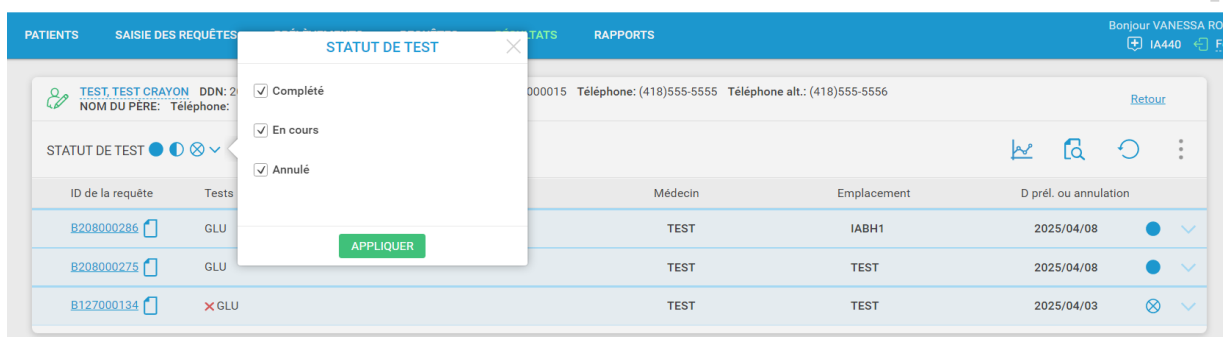 Bonjour VANESSA RO
PATIENTS SAISIE DES REQUÊTES RAPPORTS
IA440
STATUT DE TEST
Complété
En cours
Annulé
APPLIQUER
TEST, TEST CRAYON DDN: 000015 Téléphone: (418)555-5555 Téléphone alt.: (418)555-5556
NOM DU PÈRE: Téléphone:
Retour
STATUT DE TEST
ID de la requête Tests Médecin Emplacement D prél. ou annulation
B208000286 GLU TEST IABH1 2025/04/08
B208000275 GLU TEST TEST 2025/04/08
B127000134 GLU TEST TEST 2025/04/03